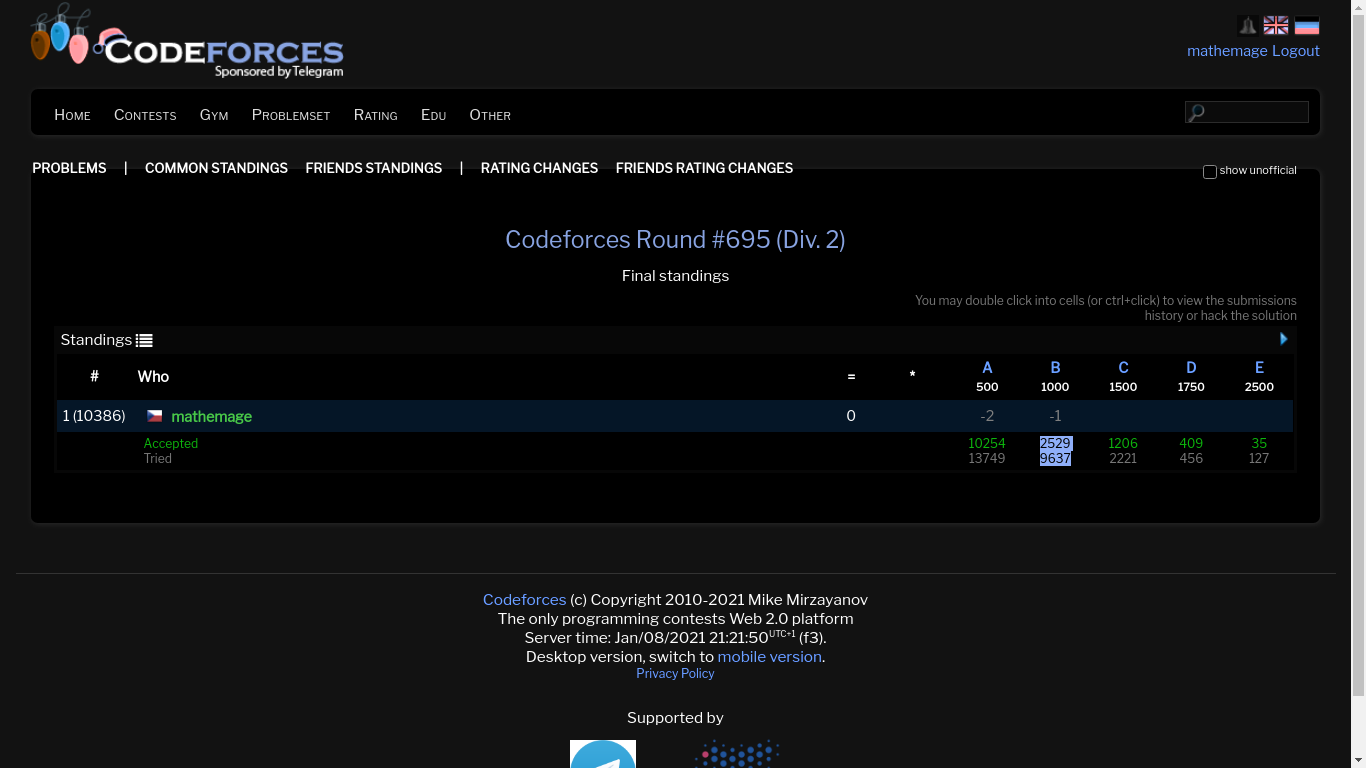 CODEFORCES
Sponsored by Telegram
mathemage Logout
Home Contests Gym Problemset Rating Edu Other
PROBLEMS | COMMON STANDINGS FRIENDS STANDINGS | RATING CHANGES FRIENDS RATING CHANGES
show unofficial
Codeforces Round #695 (Div. 2)
Final standings
You may double click into cells (or ctrl+click) to view the submissions
history or hack the solution
Standings
# Who = * A B C D E
500 1000 1500 1750 2500
1 (10386) mathemage 0 -2 -1
Accepted 10254 2529 1206 409 35
Tried 13749 9637 2221 456 127
Codeforces (c) Copyright 2010-2021 Mike Mirzayanov
The only programming contests Web 2.0 platform
Server time: Jan/08/2021 21:21:50UTC+1 (f3).
Desktop version, switch to mobile version.
Privacy Policy
Supported by